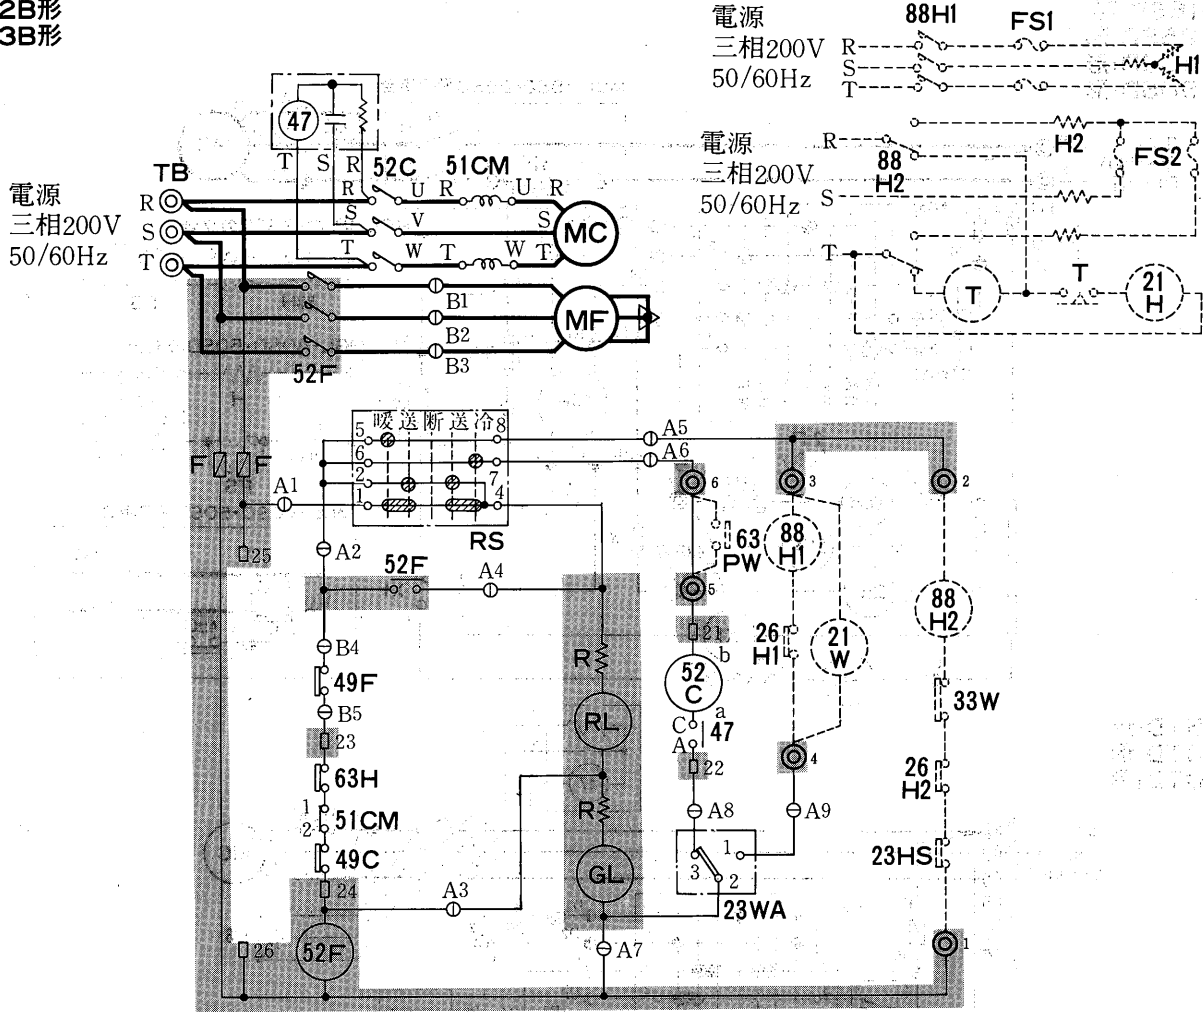 2B形
3B形
電源
三相200V
50/60Hz
R
S
T
88H1
FS1
H1
電源
三相200V
50/60Hz
R
S
T
88
H2
H2
FS2
T
T
21
H
47
T
S
R
52C
51CM
TB
電源
三相200V
50/60Hz
R
S
T
R
S
T
U
V
W
R
T
U
W
R
S
T
MC
B1
B2
B3
MF
52F
F
F
A1
25
暖送断送冷
5
6
2
1
8
7
4
RS
A5
A6
A2
52F
A4
6
3
2
63
PW
88
H1
5
21
b
26
H1
21
W
88
H2
B4
49F
B5
23
63H
1
2
51CM
49C
24
A3
52F
26
R
RL
R
GL
A7
52
C
a
C
A
47
22
A8
A9
4
3
1
2
23WA
33W
26
H2
23HS
1